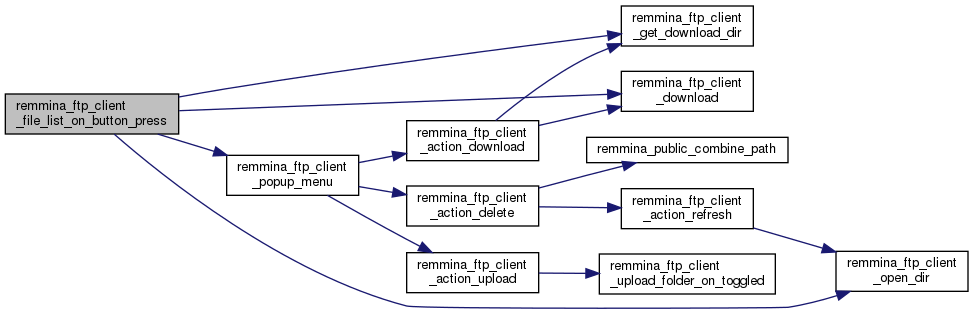 remmina_ftp_client
_get_download_dir
remmina_ftp_client
_download
remmina_ftp_client
_file_list_on_button_press
remmina_ftp_client
_action_download
remmina_public_combine_path
remmina_ftp_client
_popup_menu
remmina_ftp_client
_action_delete
remmina_ftp_client
_action_refresh
remmina_ftp_client
_action_upload
remmina_ftp_client
_upload_folder_on_toggled
remmina_ftp_client
_open_dir